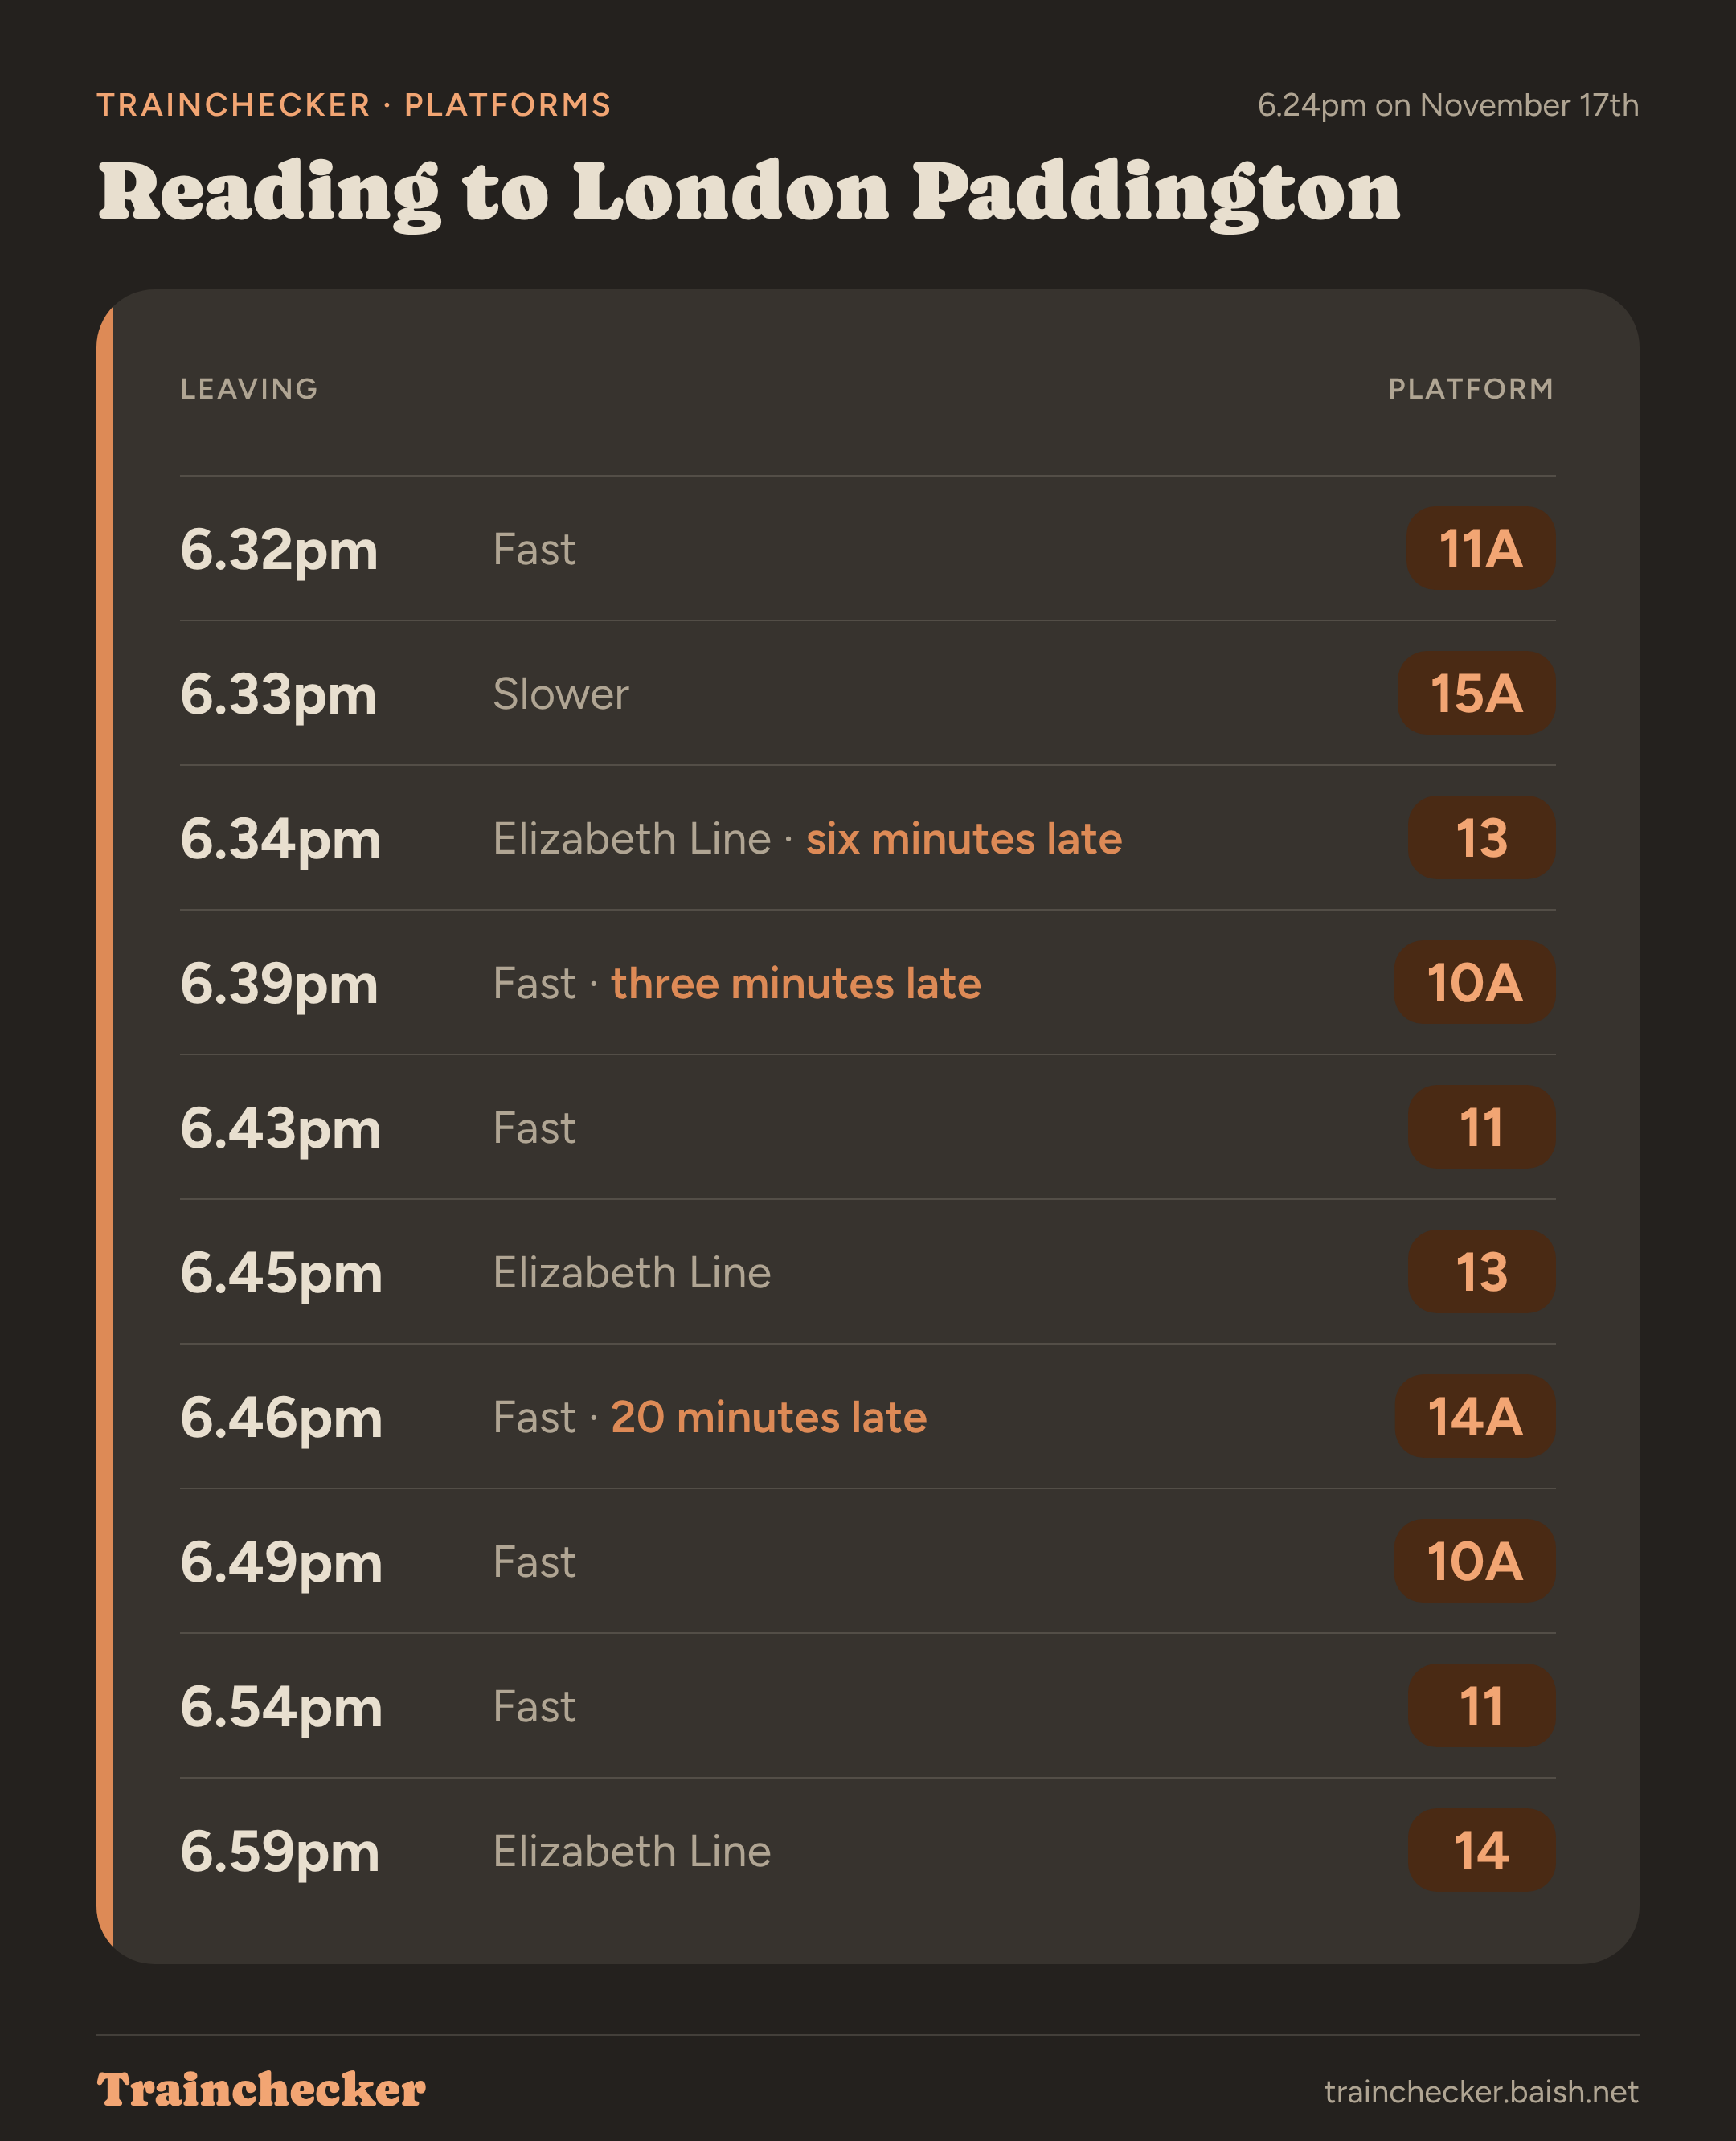 TRAINCHECKER · PLATFORMS 6.24pm on November 17th
Reading to London Paddington
LEAVING PLATFORM
6.32pm Fast 11A
6.33pm Slower 15A
6.34pm Elizabeth Line · six minutes late 13
6.39pm Fast · three minutes late 10A
6.43pm Fast 11
6.45pm Elizabeth Line 13
6.46pm Fast · 20 minutes late 14A
6.49pm Fast 10A
6.54pm Fast 11
6.59pm Elizabeth Line 14
Trainchecker trainchecker.baish.net